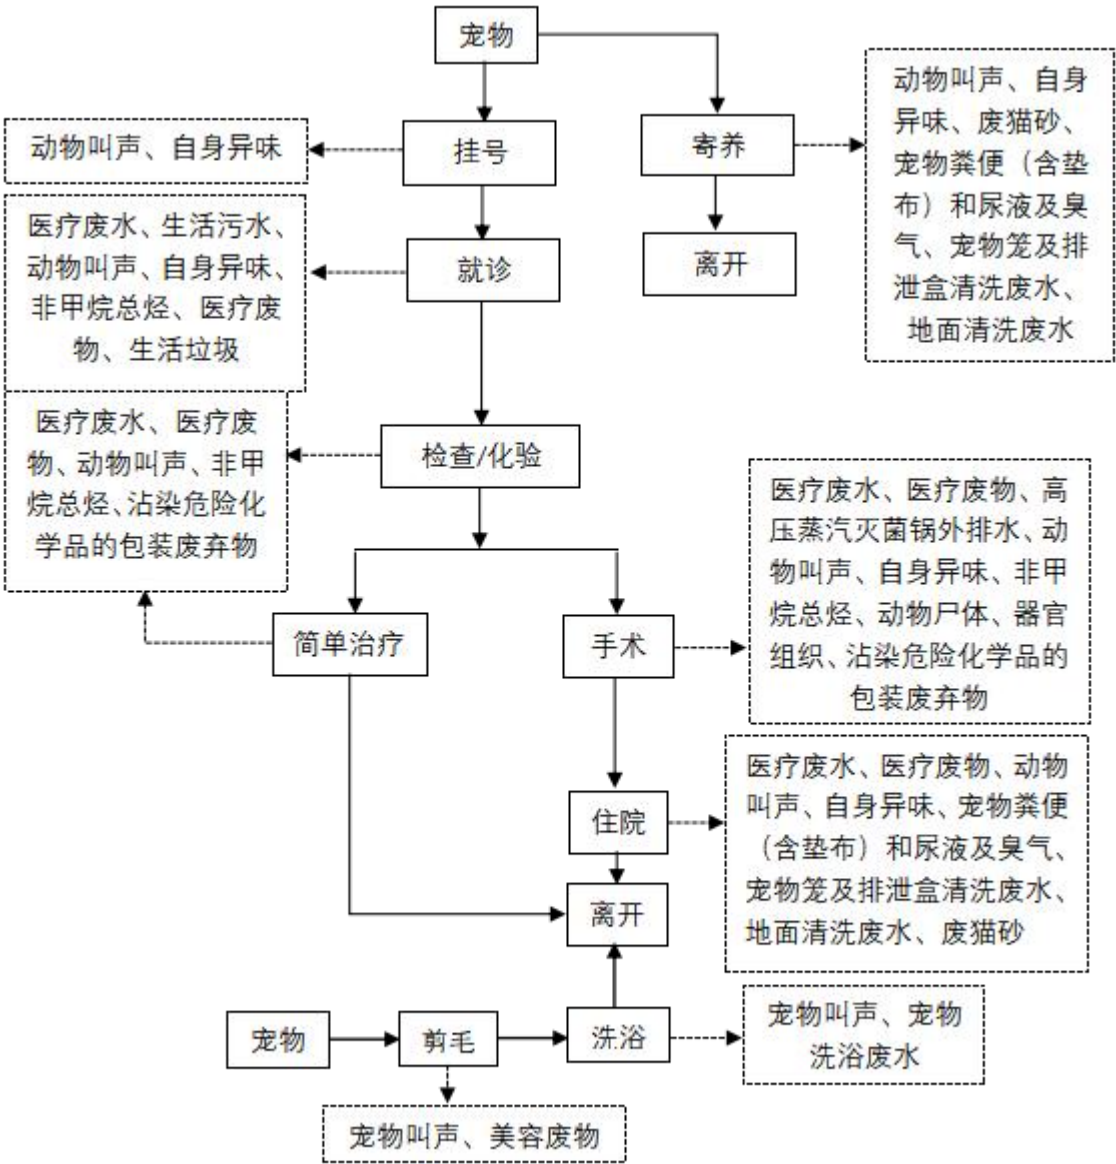 宠物
动物叫声、自身
异味、废猫砂、
宠物粪便（含垫
布）和尿液及臭
气、宠物笼及排
泄盒清洗废水、
地面清洗废水
动物叫声、自身异味
挂号
寄养
医疗废水、生活污水、
动物叫声、自身异味、
非甲烷总烃、医疗废
物、生活垃圾
就诊
离开
医疗废水、医疗废
物、动物叫声、非甲
烷总烃、沾染危险化
学品的包装废弃物
检查/化验
医疗废水、医疗废物、高
压蒸汽灭菌锅外排水、动
物叫声、自身异味、非甲
烷总烃、动物尸体、器官
组织、沾染危险化学品的
包装废弃物
简单治疗
手术
医疗废水、医疗废物、动物
叫声、自身异味、宠物粪便
（含垫布）和尿液及臭气、
宠物笼及排泄盒清洗废水、
地面清洗废水、废猫砂
住院
离开
宠物
剪毛
洗浴
宠物叫声、宠物
洗浴废水
宠物叫声、美容废物